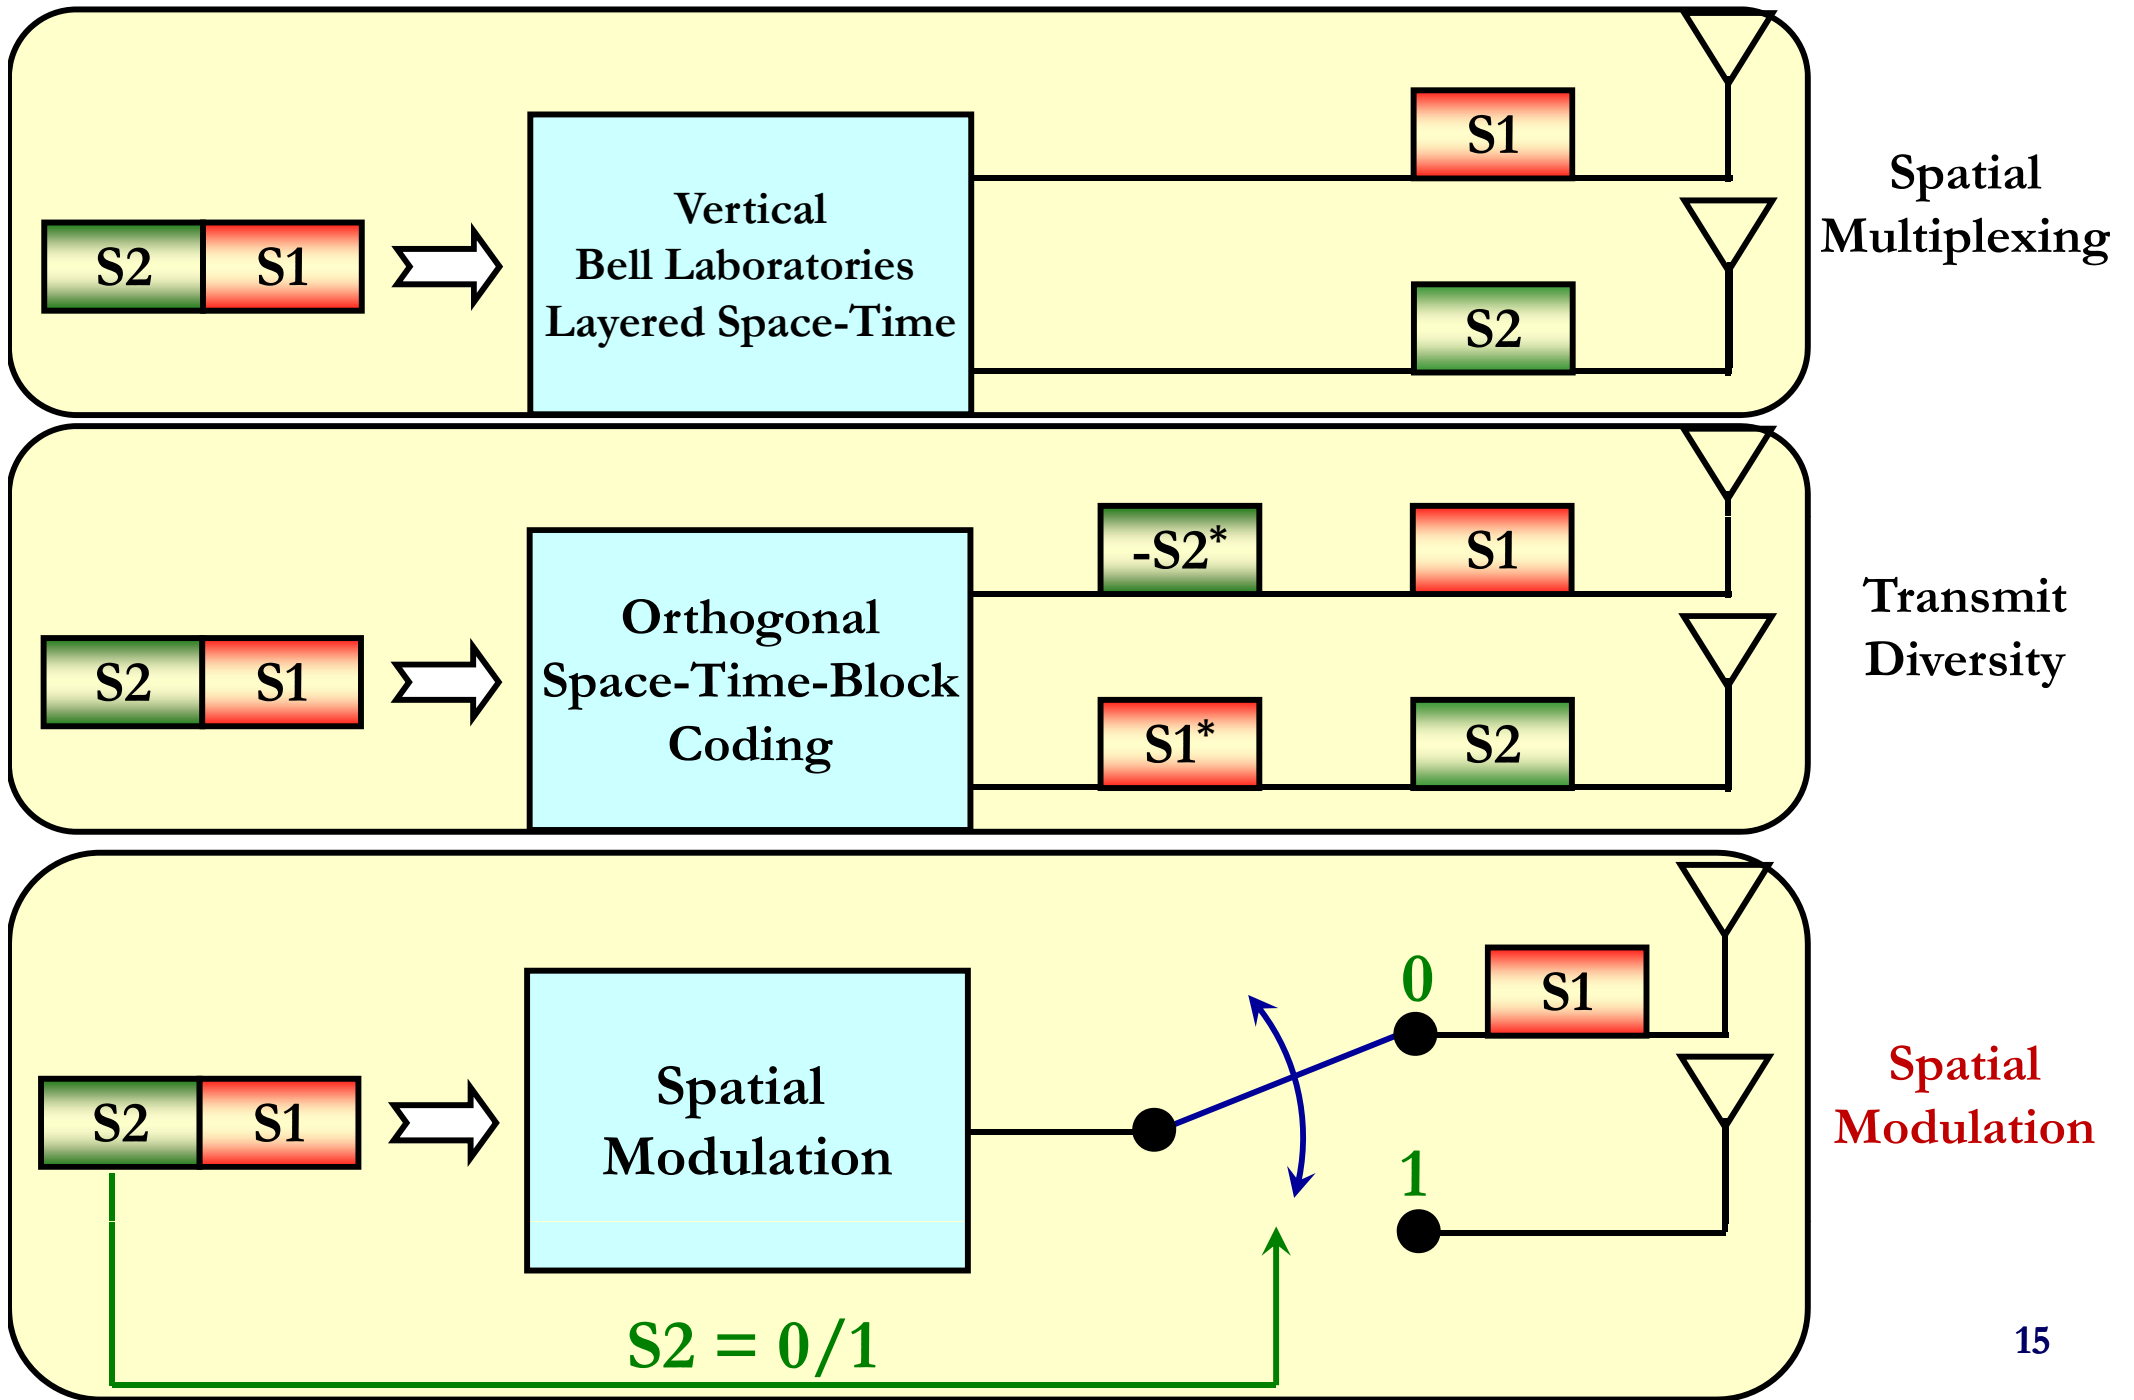 S1
Vertical
Bell Laboratories
Layered Space-Time
S2 S1
S2
Spatial
Multiplexing
-S2* S1
Orthogonal
Space-Time-Block
Coding
S2 S1
S1* S2
Transmit
Diversity
0
S1
Spatial
Modulation
S2 S1
1
S2 = 0/1
Spatial
Modulation
15